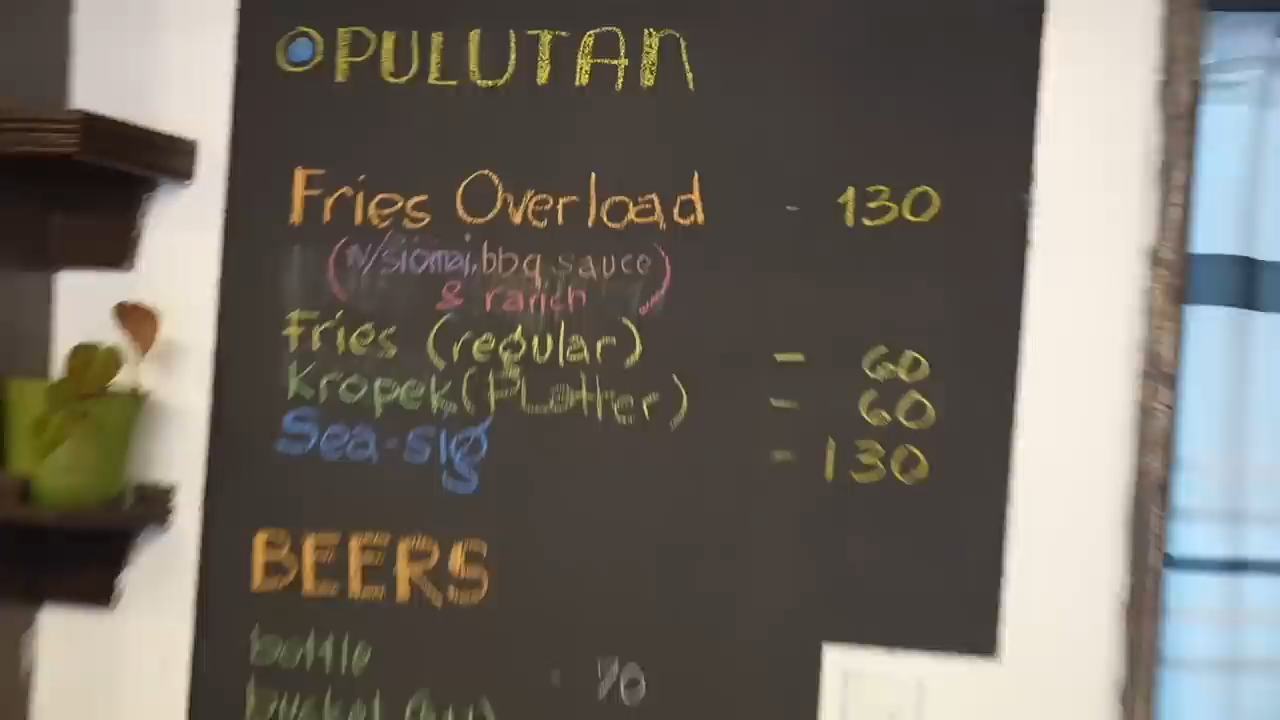 PULUTAN
Fries Overload - 130
(w/siomai, bbq sauce
& ranch)
Fries (regular) - 60
Kropek (Platter) - 60
Sea-sig - 130
BEERS
bottle - 70
bucket